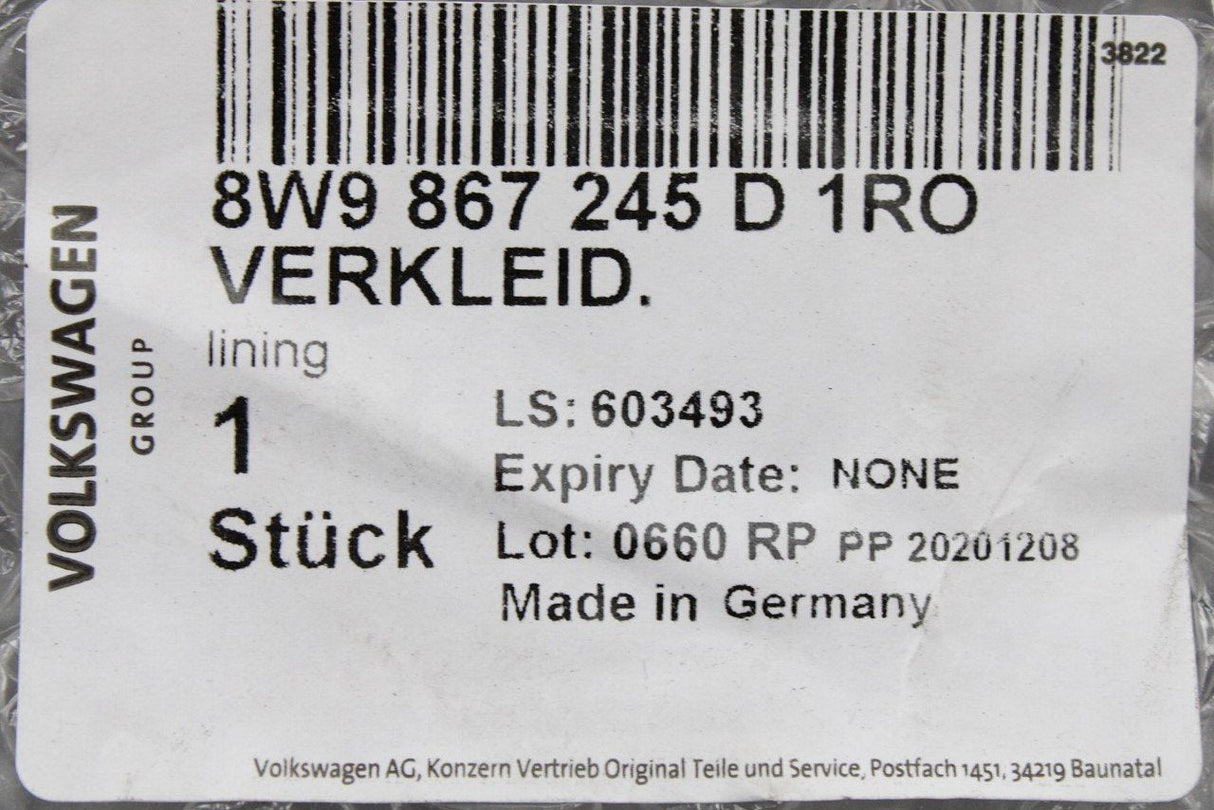 3822
8W9 867 245 D 1RO
VERKLEID.
lining
1
Stück
LS: 603493
Expiry Date: NONE
Lot: 0660 RP PP 20201208
Made in Germany
VOLKSWAGEN
GROUP
Volkswagen AG, Konzern Vertrieb Original Teile und Service, Postfach 1451, 34219 Baunatal